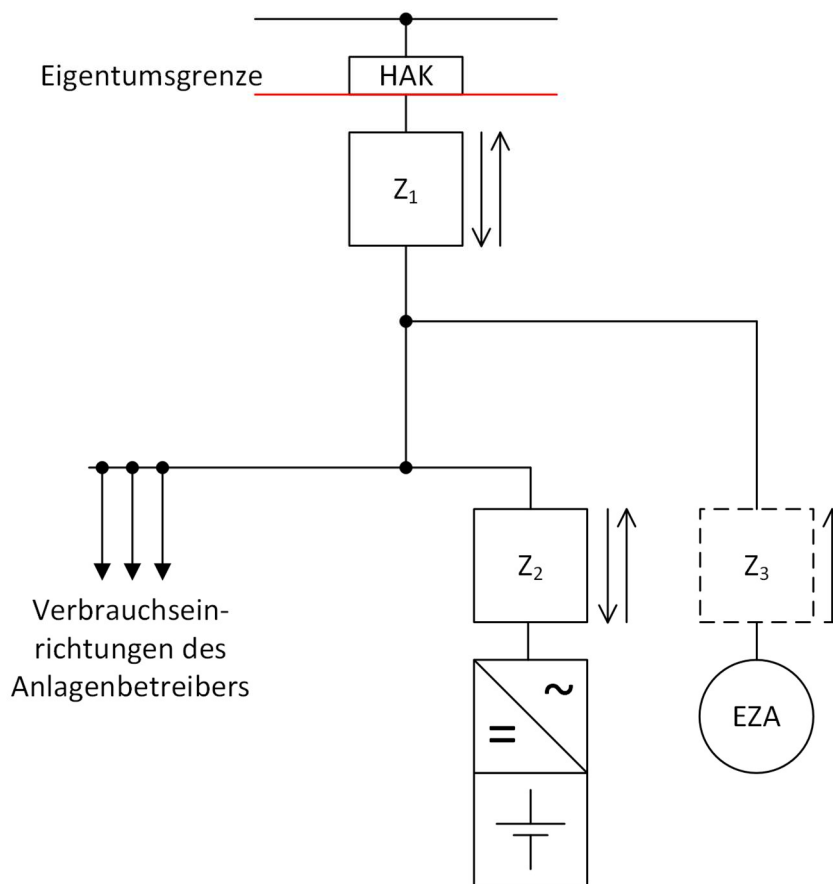 Eigentumsgrenze
HAK
Z₁
Z₂
Z₃
Verbrauchsein-
richtungen des
Anlagenbetreibers
~
=
EZA